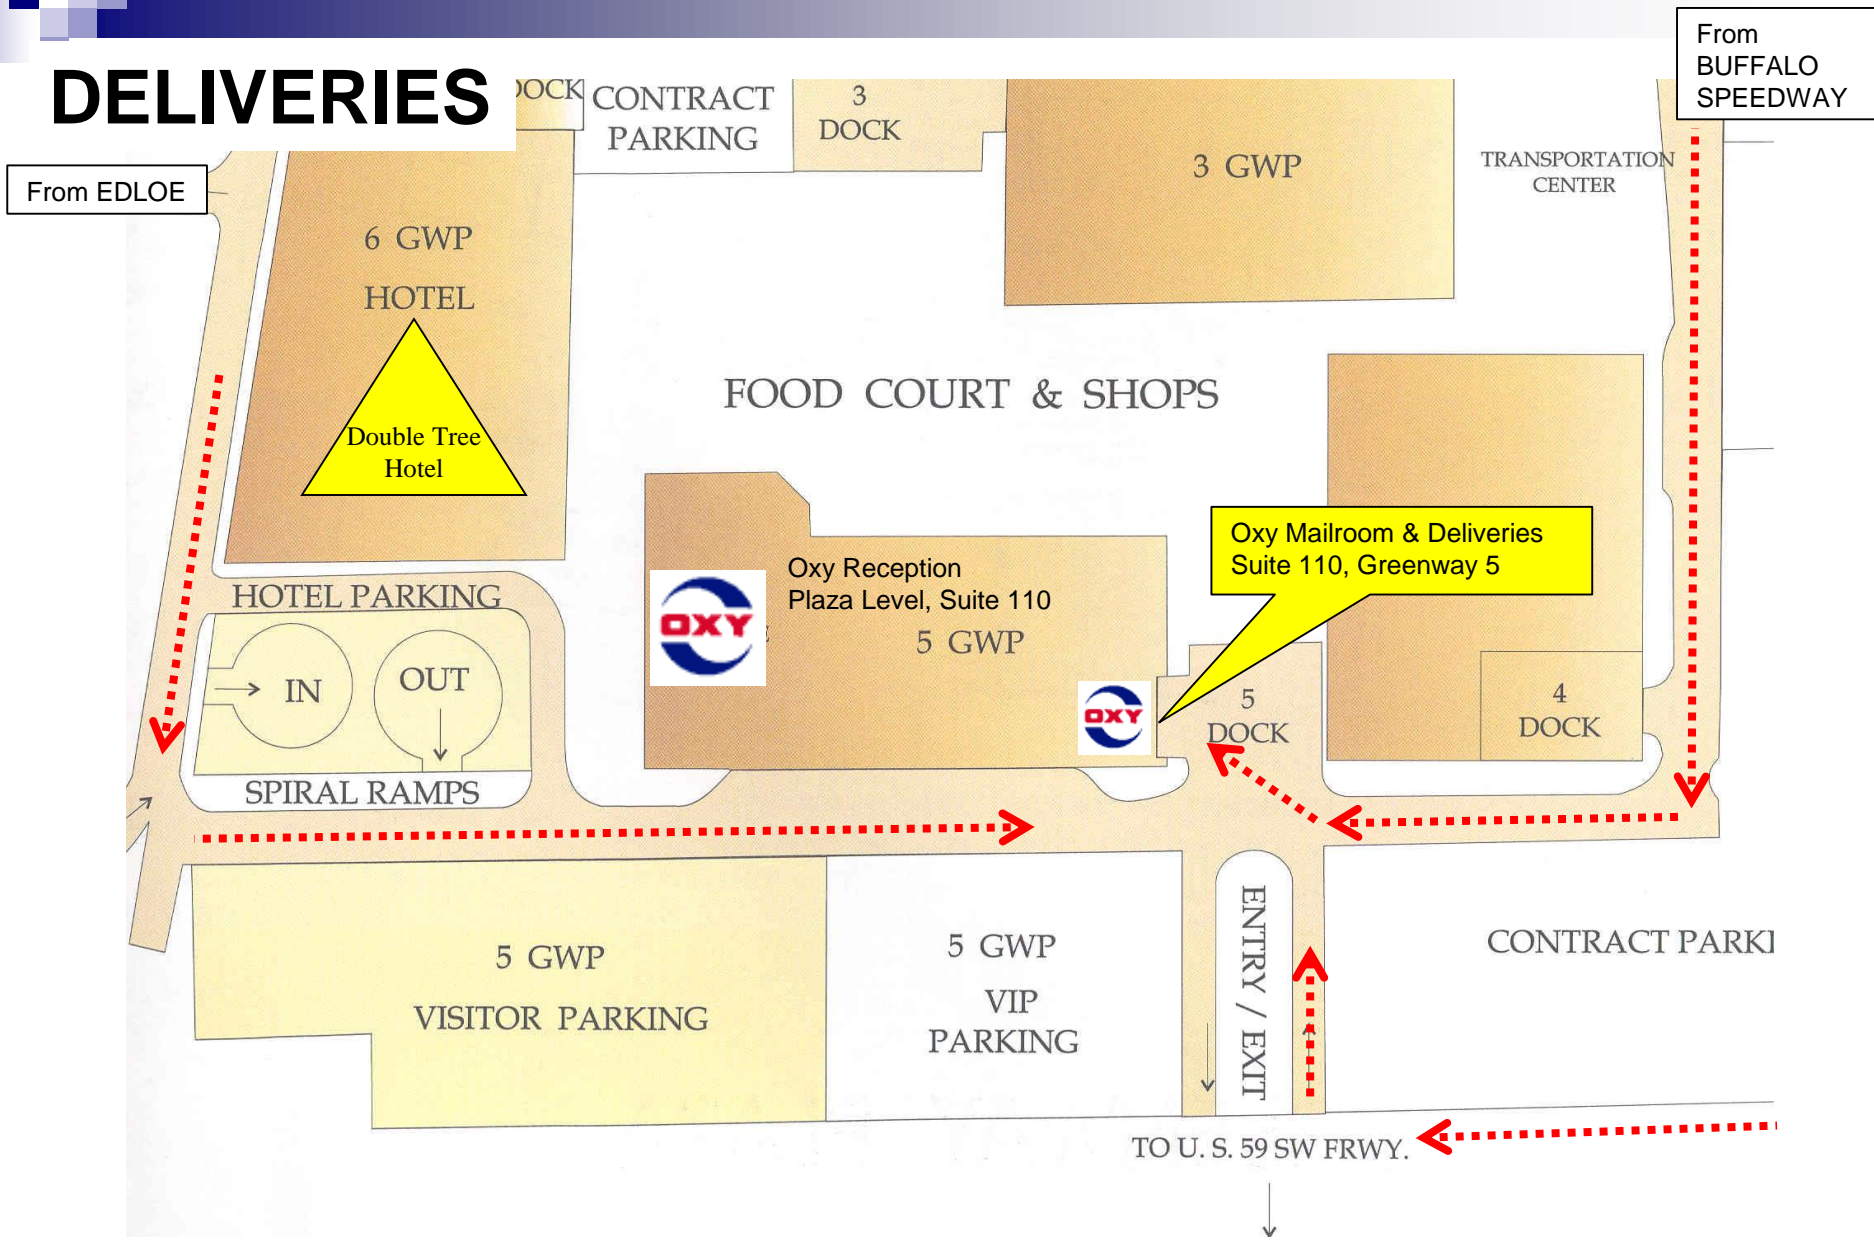 From
BUFFALO
SPEEDWAY
DELIVERIES
DOCK
CONTRACT
PARKING
3
DOCK
3 GWP
TRANSPORTATION
CENTER
From EDLOE
6 GWP
HOTEL
Double Tree
Hotel
FOOD COURT & SHOPS
Oxy Mailroom & Deliveries
Suite 110, Greenway 5
Oxy Reception
Plaza Level, Suite 110
OXY
5 GWP
HOTEL PARKING
IN
OUT
SPIRAL RAMPS
OXY
5
DOCK
4
DOCK
5 GWP
VISITOR PARKING
5 GWP
VIP
PARKING
ENTRY / EXIT
CONTRACT PARKI
TO U. S. 59 SW FRWY.